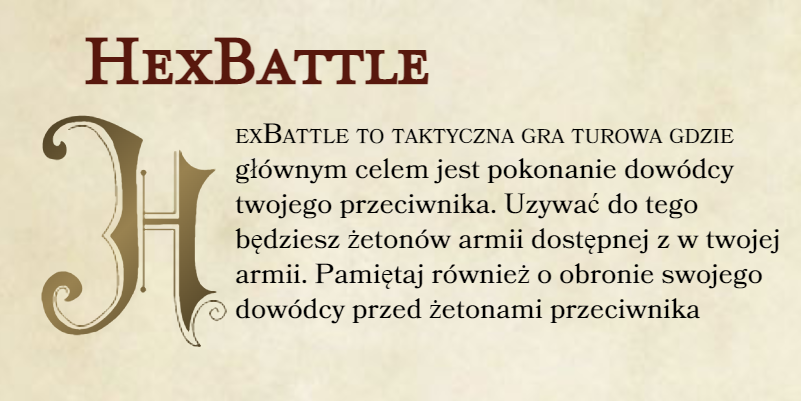 HexBattle
HexBattle to taktyczna gra turowa gdzie
głównym celem jest pokonanie dowódcy
twojego przeciwnika. Uzywać do tego
będziesz żetonów armii dostępnej z w twojej
armii. Pamiętaj również o obronie swojego
dowódcy przed żetonami przeciwnika